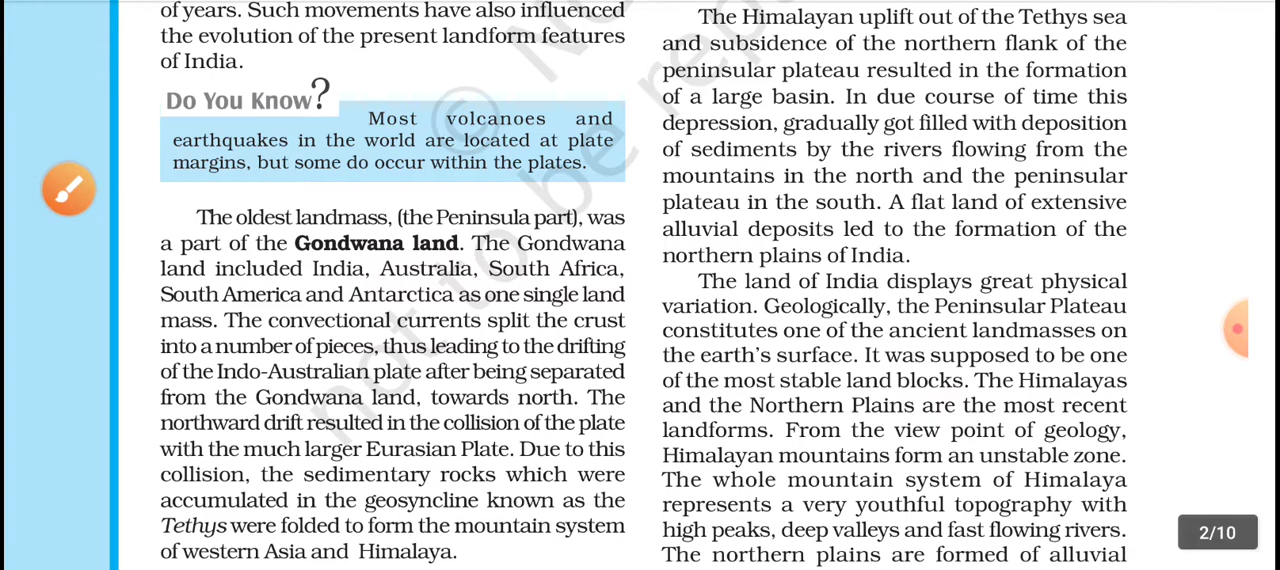 of years. Such movements have also influenced
the evolution of the present landform features
of India.
Do You Know?
Most volcanoes and
earthquakes in the world are located at plate
margins, but some do occur within the plates.
The oldest landmass, (the Peninsula part), was
a part of the Gondwana land. The Gondwana
land included India, Australia, South Africa,
South America and Antarctica as one single land
mass. The convectional currents split the crust
into a number of pieces, thus leading to the drifting
of the Indo-Australian plate after being separated
from the Gondwana land, towards north. The
northward drift resulted in the collision of the plate
with the much larger Eurasian Plate. Due to this
collision, the sedimentary rocks which were
accumulated in the geosyncline known as the
Tethys were folded to form the mountain system
of western Asia and Himalaya.
The Himalayan uplift out of the Tethys sea
and subsidence of the northern flank of the
peninsular plateau resulted in the formation
of a large basin. In due course of time this
depression, gradually got filled with deposition
of sediments by the rivers flowing from the
mountains in the north and the peninsular
plateau in the south. A flat land of extensive
alluvial deposits led to the formation of the
northern plains of India.
The land of India displays great physical
variation. Geologically, the Peninsular Plateau
constitutes one of the ancient landmasses on
the earth's surface. It was supposed to be one
of the most stable land blocks. The Himalayas
and the Northern Plains are the most recent
landforms. From the view point of geology,
Himalayan mountains form an unstable zone.
The whole mountain system of Himalaya
represents a very youthful topography with
high peaks, deep valleys and fast flowing rivers.
The northern plains are formed of alluvial
2/10
© N
not to be rep